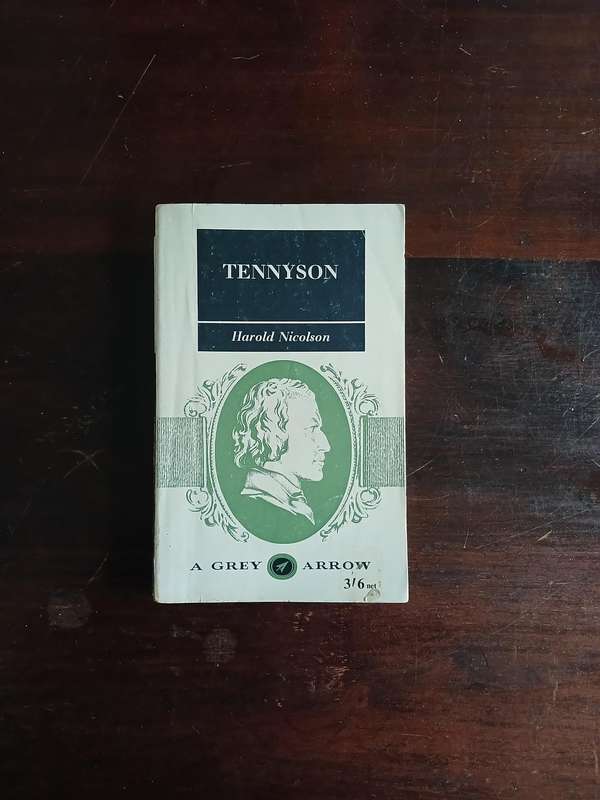 TENNYSON
Harold Nicolson
A GREY ARROW
3/6 net